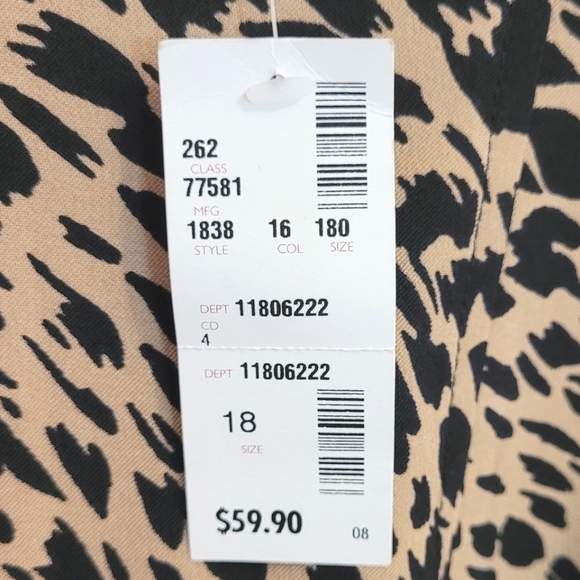 262
CLASS
77581
MFG
1838 16 180
STYLE COL SIZE
DEPT 11806222
CD
4
DEPT 11806222
18
SIZE
$59.90 08